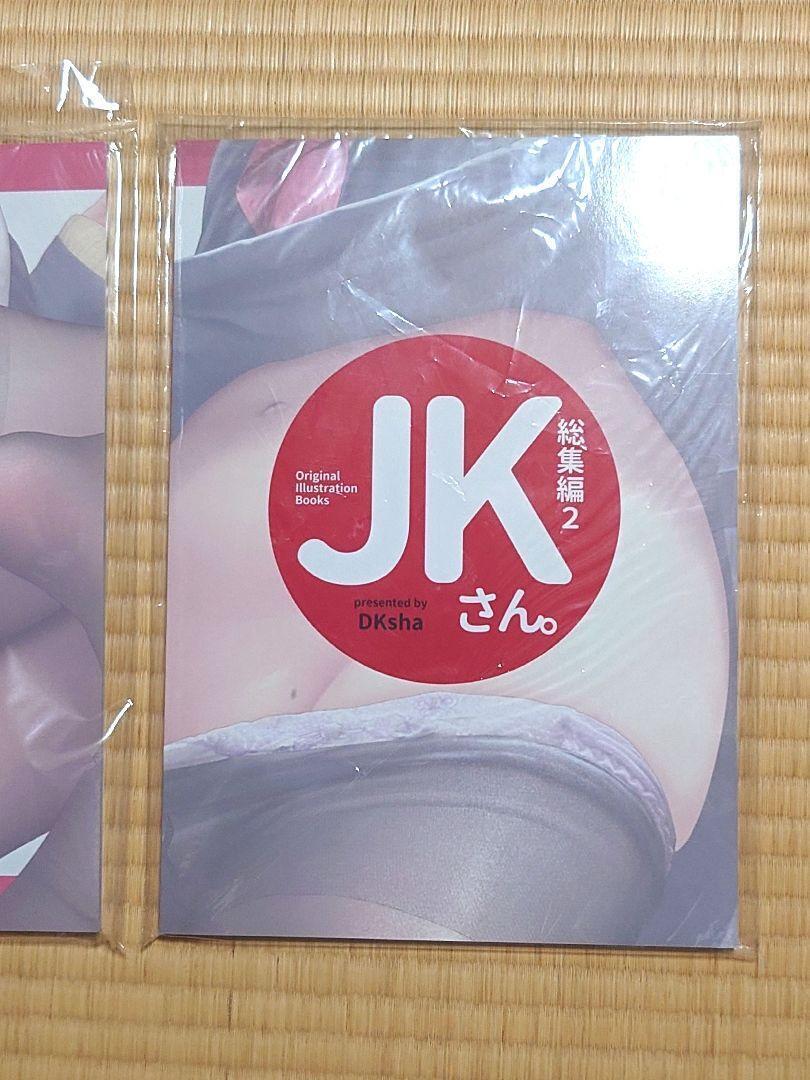 Original
Illustration
Books
JK
総集編2
さん。
presented by
DKsha